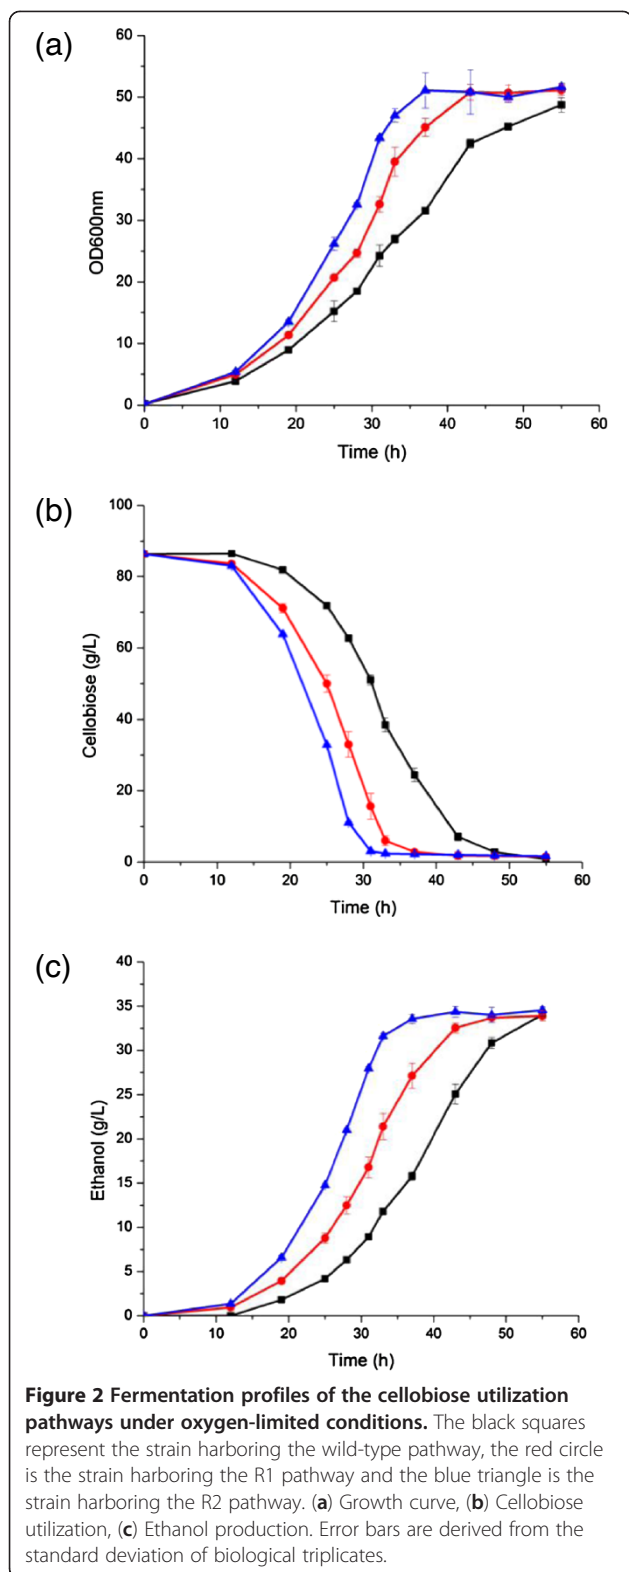 (a)
60
50
40
30
20
10
0
OD600nm
0 10 20 30 40 50 60
Time (h)
(b)
100
80
60
40
20
0
Cellobiose (g/L)
0 10 20 30 40 50 60
Time (h)
(c)
40
35
30
25
20
15
10
5
0
Ethanol (g/L)
0 10 20 30 40 50 60
Time (h)
Figure 2 Fermentation profiles of the cellobiose utilization
pathways under oxygen-limited conditions. The black squares
represent the strain harboring the wild-type pathway, the red circle
is the strain harboring the R1 pathway and the blue triangle is the
strain harboring the R2 pathway. (a) Growth curve, (b) Cellobiose
utilization, (c) Ethanol production. Error bars are derived from the
standard deviation of biological triplicates.